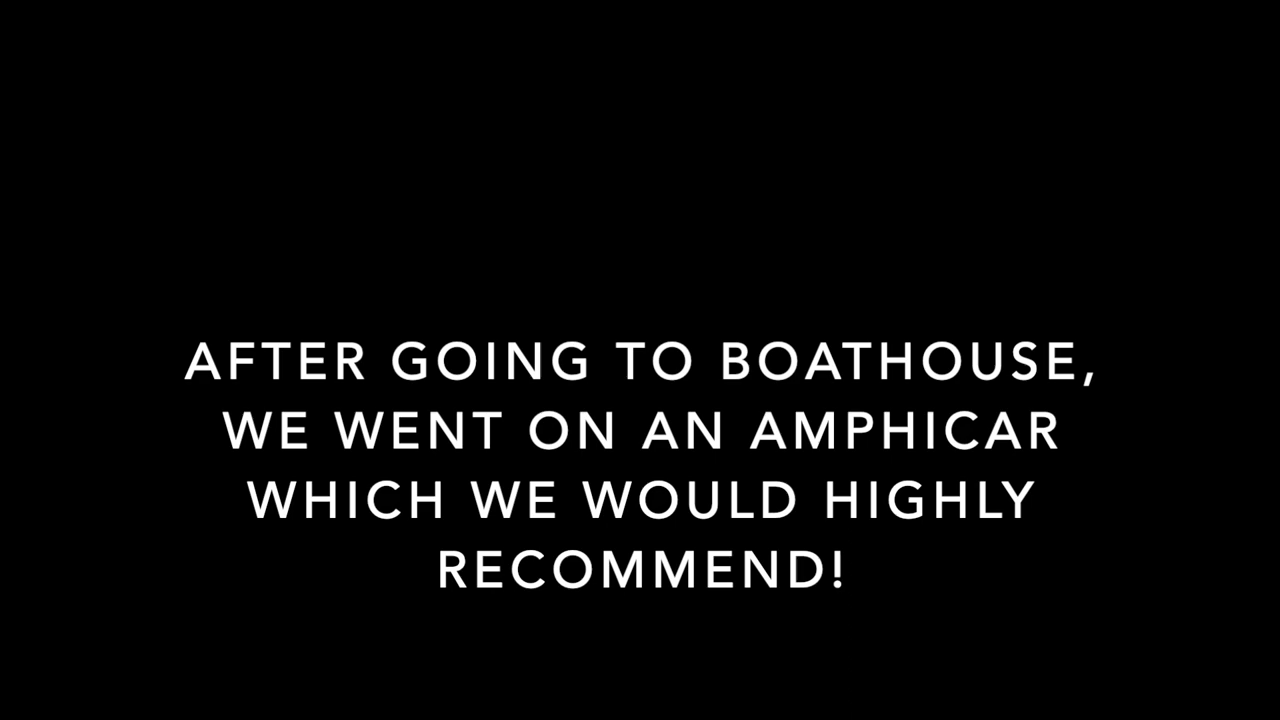 AFTER GOING TO BOATHOUSE,
WE WENT ON AN AMPHICAR
WHICH WE WOULD HIGHLY
RECOMMEND!